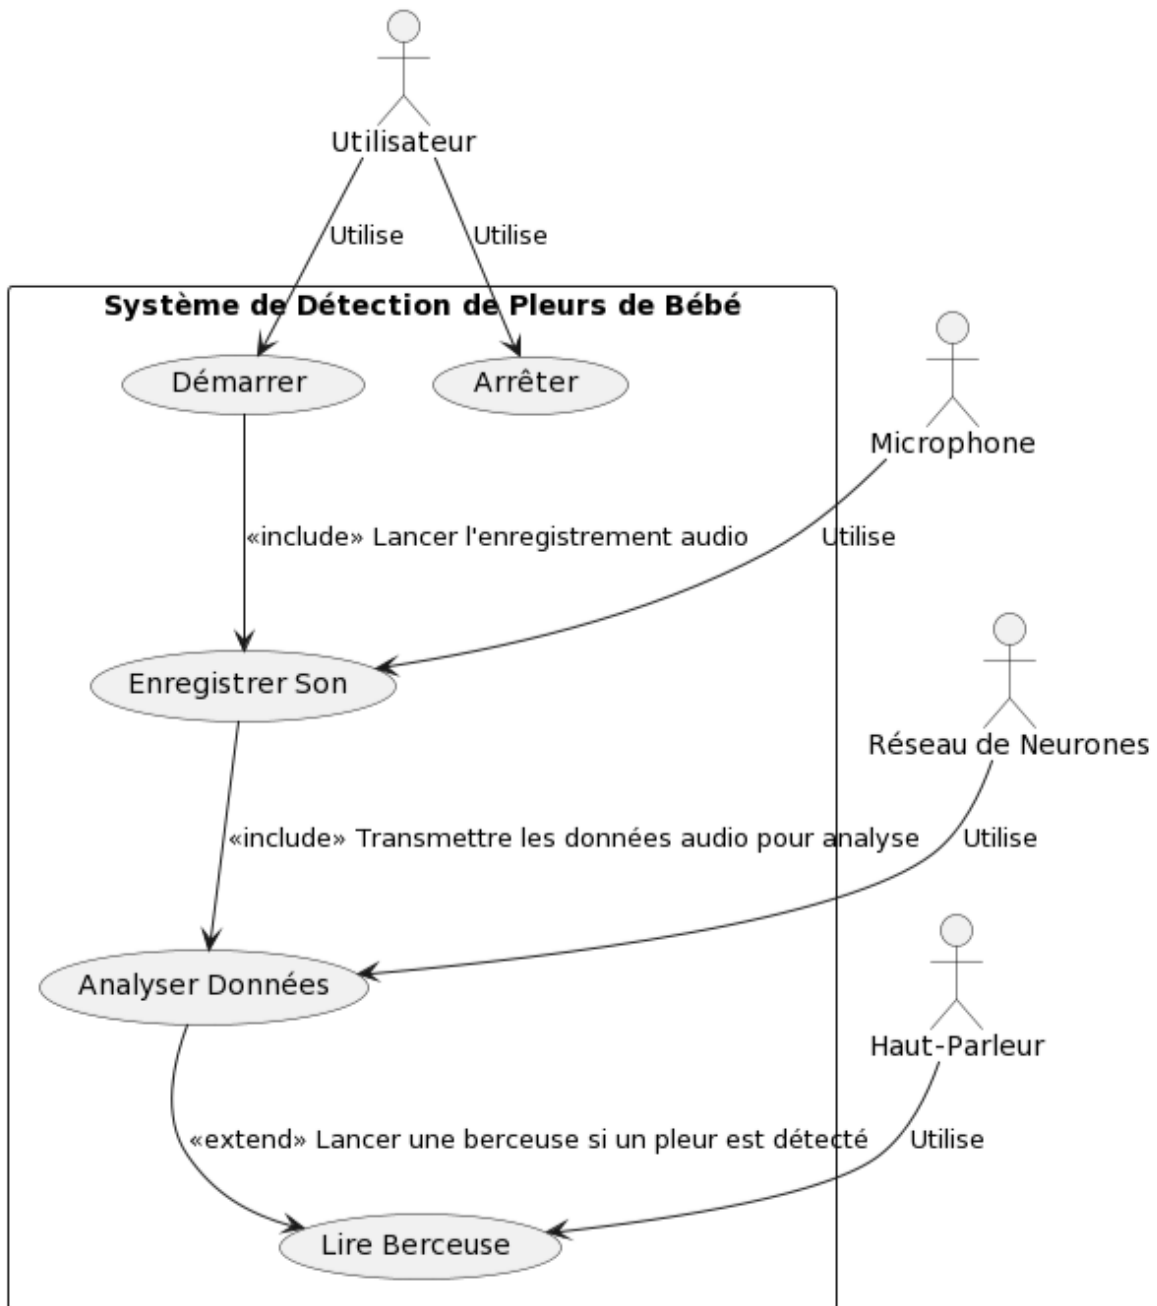 Utilisateur
Utilise
Utilise
Système de Détection de Pleurs de Bébé
Démarrer
Arrêter
Microphone
«include» Lancer l'enregistrement audio
Utilise
Enregistrer Son
Réseau de Neurones
«include» Transmettre les données audio pour analyse
Utilise
Analyser Données
Haut-Parleur
«extend» Lancer une berceuse si un pleur est détecté
Utilise
Lire Berceuse